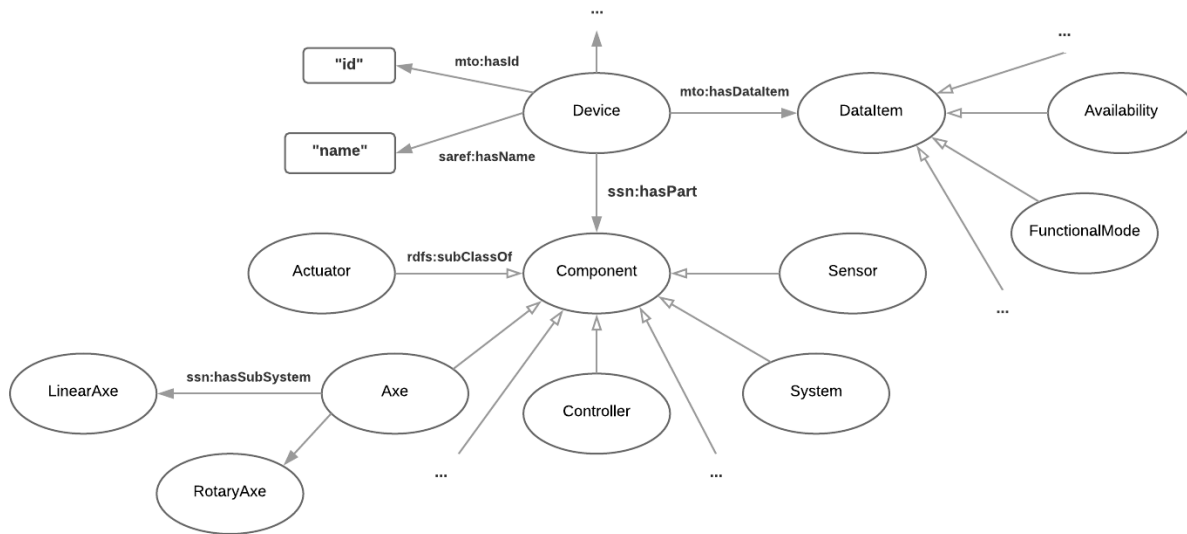 ...
...
"id"
mto:hasId
mto:hasDataItem
Device
DataItem
Availability
"name"
saref:hasName
ssn:hasPart
FunctionalMode
Actuator
rdfs:subClassOf
Component
Sensor
...
ssn:hasSubSystem
LinearAxe
Axe
System
Controller
...
...
RotaryAxe